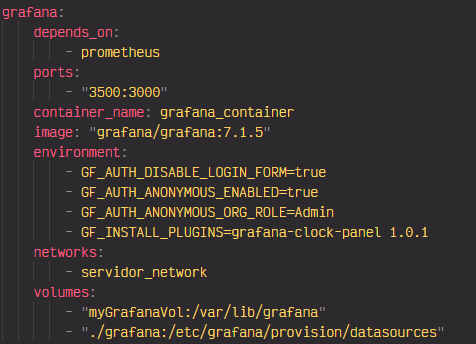 grafana:
depends_on:
- prometheus
ports:
- "3500:3000"
container_name: grafana_container
image: "grafana/grafana:7.1.5"
environment:
- GF_AUTH_DISABLE_LOGIN_FORM=true
- GF_AUTH_ANONYMOUS_ENABLED=true
- GF_AUTH_ANONYMOUS_ORG_ROLE=Admin
- GF_INSTALL_PLUGINS=grafana-clock-panel 1.0.1
networks:
- servidor_network
volumes:
- "myGrafanaVol:/var/lib/grafana"
- "./grafana:/etc/grafana/provision/datasources"